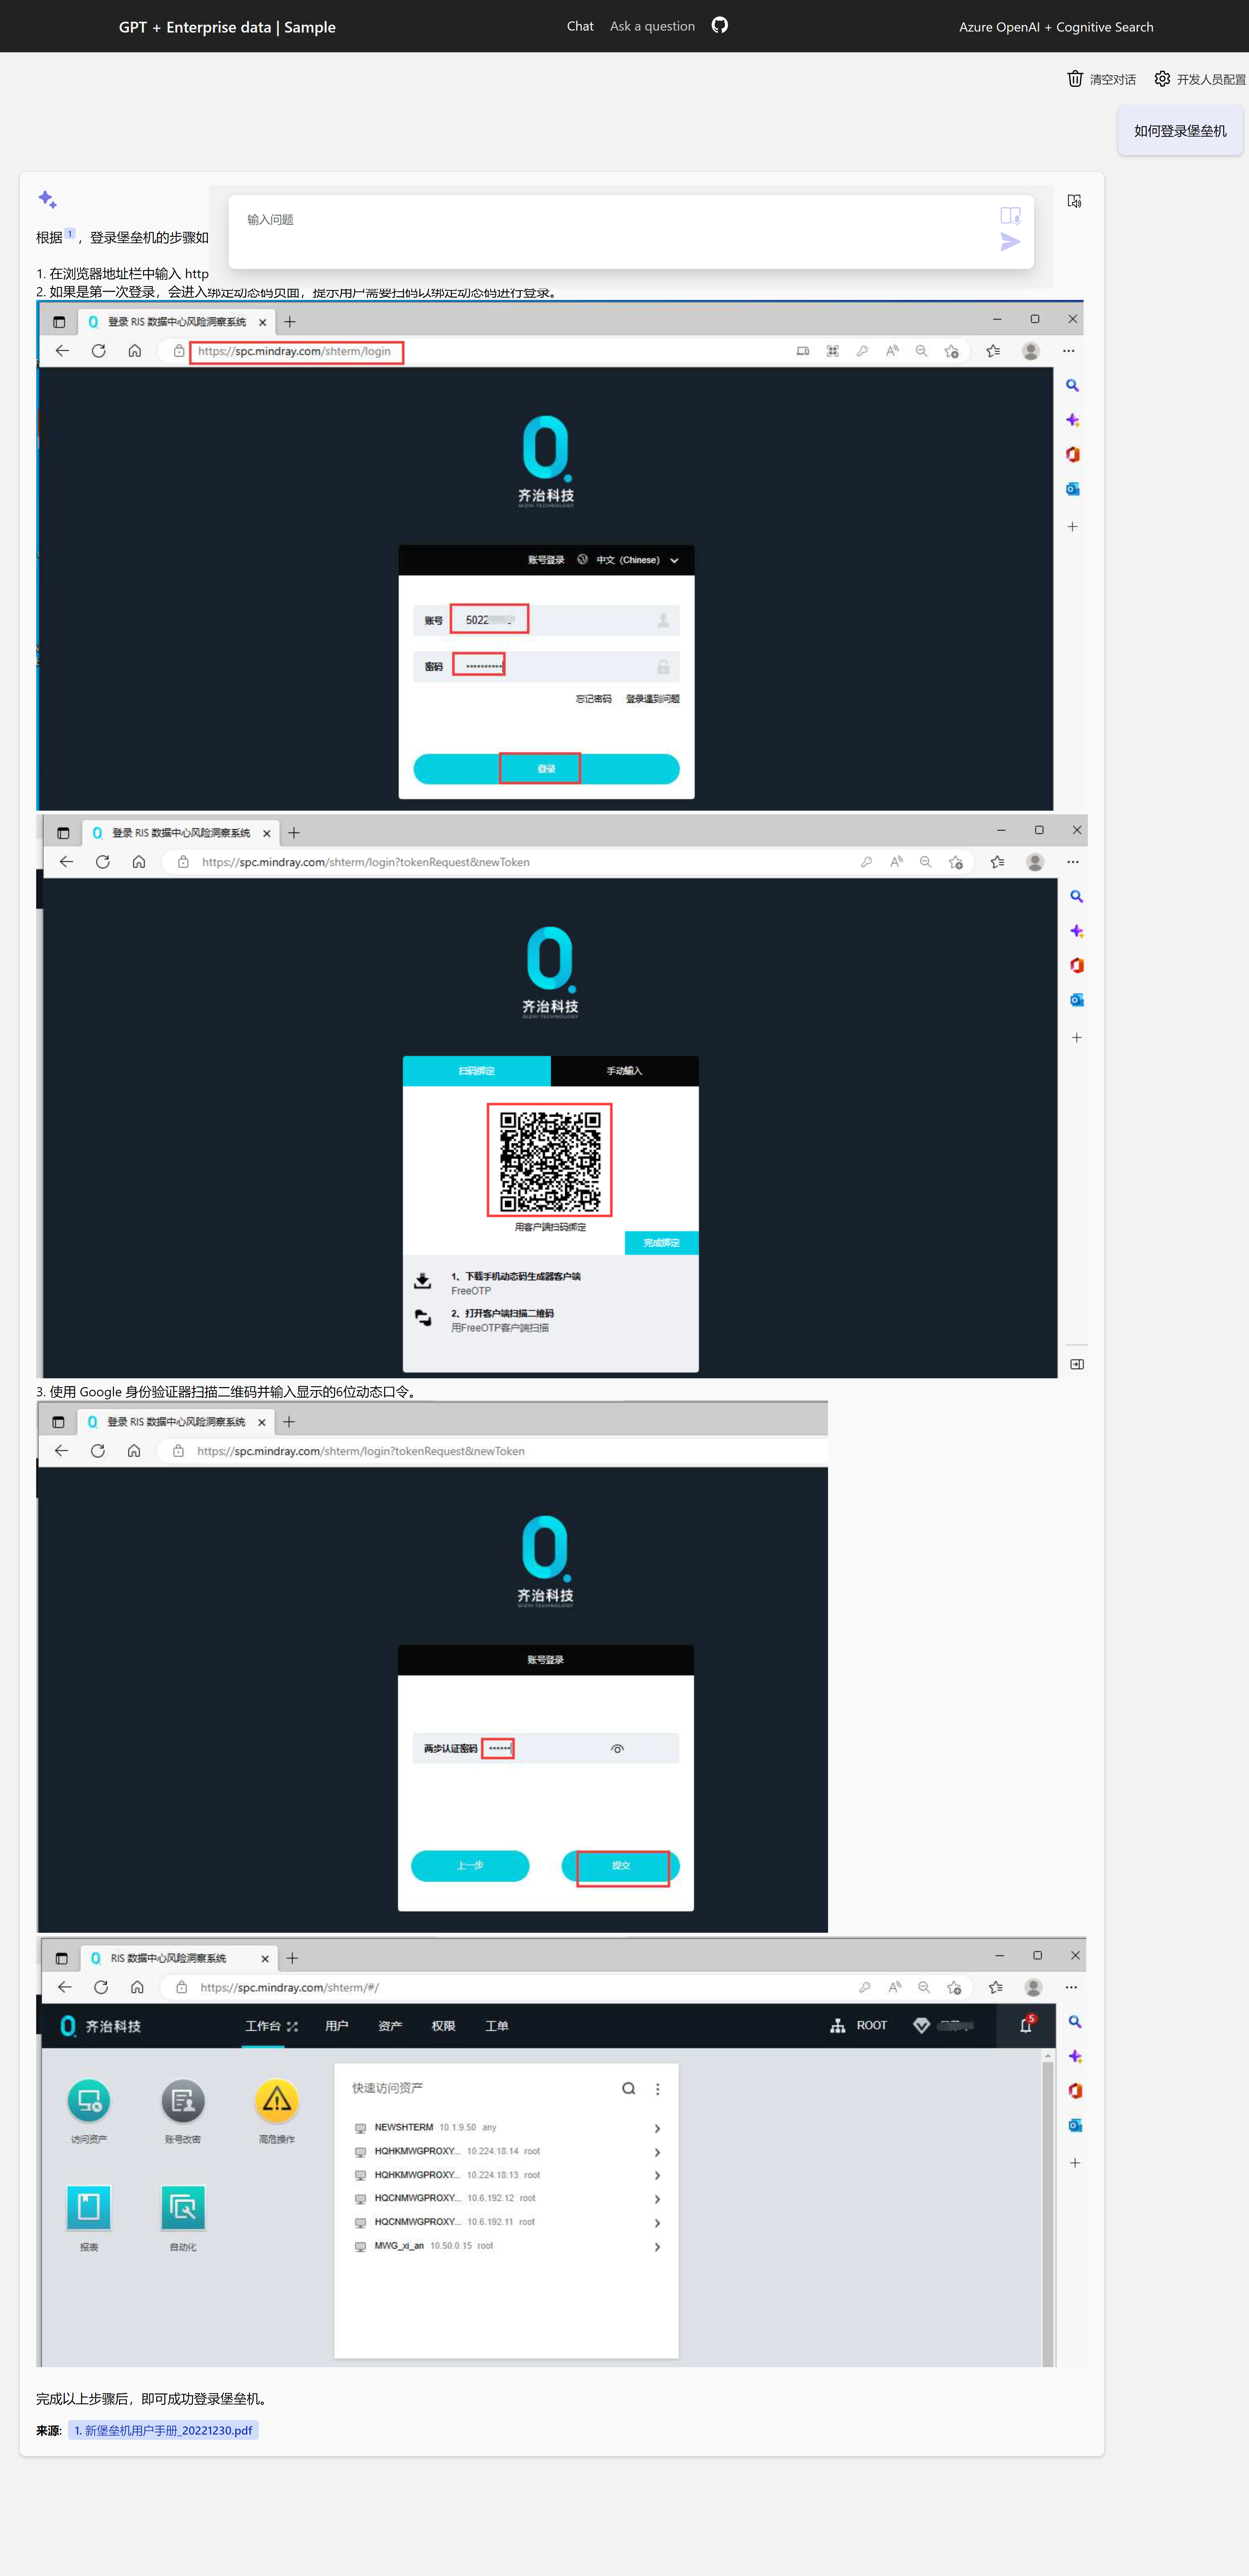 GPT + Enterprise data | Sample
Chat
Ask a question
Azure OpenAI + Cognitive Search
清空对话
开发人员配置
如何登录堡垒机
输入问题
根据1，登录堡垒机的步骤如
1. 在浏览器地址栏中输入 http
2. 如果是第一次登录，会进入绑定动态码页面，提示用户需要扫码以绑定动态码进行登录。
登录 RIS 数据中心风险洞察系统
https://spc.mindray.com/shterm/login
齐治科技
QIZHI TECHNOLOGY
账号登录 中文 (Chinese)
账号 5022
密码 ••••••••••
忘记密码 登录遇到问题
登录
登录 RIS 数据中心风险洞察系统
https://spc.mindray.com/shterm/login?tokenRequest&newToken
齐治科技
QIZHI TECHNOLOGY
扫码绑定 手动输入
用客户端扫码绑定
完成绑定
1、下载手机动态码生成器客户端
FreeOTP
2、打开客户端扫描二维码
用FreeOTP客户端扫描
3. 使用 Google 身份验证器扫描二维码并输入显示的6位动态口令。
登录 RIS 数据中心风险洞察系统
https://spc.mindray.com/shterm/login?tokenRequest&newToken
齐治科技
QIZHI TECHNOLOGY
账号登录
两步认证密码 ••••••
上一步 提交
RIS 数据中心风险洞察系统
https://spc.mindray.com/shterm/#/
齐治科技 工作台 用户 资产 权限 工单 ROOT 5
访问资产 账号改密 高危操作
报表 自动化
快速访问资产
NEWSHTERM 10.1.9.50 any
HQHKMWGPROXY... 10.224.18.14 root
HQHKMWGPROXY... 10.224.18.13 root
HQCNMWGPROXY... 10.6.192.12 root
HQCNMWGPROXY... 10.6.192.11 root
MWG_xi_an 10.50.0.15 root
完成以上步骤后，即可成功登录堡垒机。
来源: 1. 新堡垒机用户手册_20221230.pdf